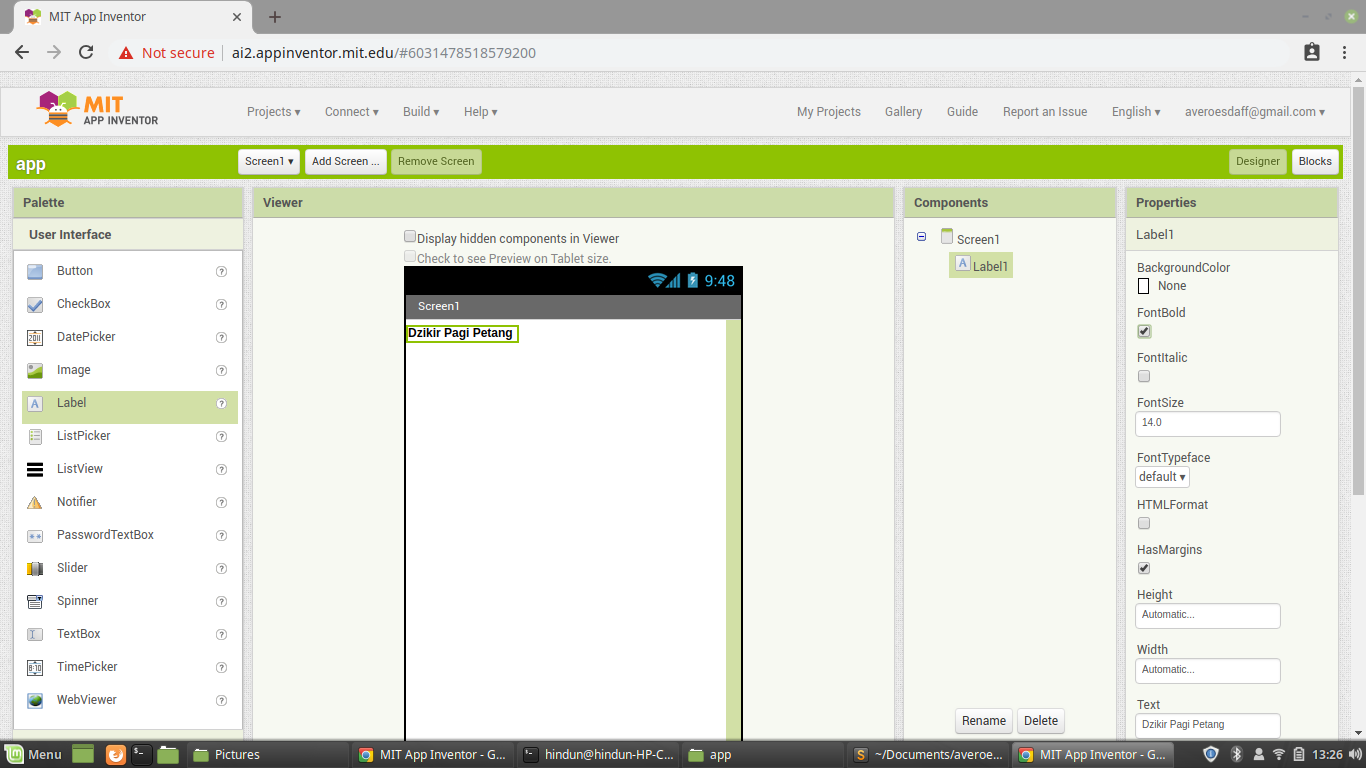 MIT App Inventor
Not secure
ai2.appinventor.mit.edu/#6031478518579200
MIT
APP INVENTOR
Projects ▾
Connect ▾
Build ▾
Help ▾
My Projects
Gallery
Guide
Report an Issue
English ▾
averoesdaff@gmail.com ▾
app
Screen1 ▾
Add Screen ...
Remove Screen
Designer
Blocks
Palette
User Interface
Button
?
CheckBox
?
2011
DatePicker
?
Image
?
A
Label
?
ListPicker
?
ListView
?
Notifier
?
PasswordTextBox
?
Slider
?
Spinner
?
TextBox
?
8:10
TimePicker
?
WebViewer
?
Viewer
Display hidden components in Viewer
Check to see Preview on Tablet size.
9:48
Screen1
Dzikir Pagi Petang
Components
Screen1
A
Label1
Rename
Delete
Properties
Label1
BackgroundColor
None
FontBold
FontItalic
FontSize
14.0
FontTypeface
default ▾
HTMLFormat
HasMargins
Height
Automatic...
Width
Automatic...
Text
Dzikir Pagi Petang
Menu
Pictures
MIT App Inventor - G...
hindun@hindun-HP-C...
app
S
~/Documents/averoe...
MIT App Inventor - G...
13:26